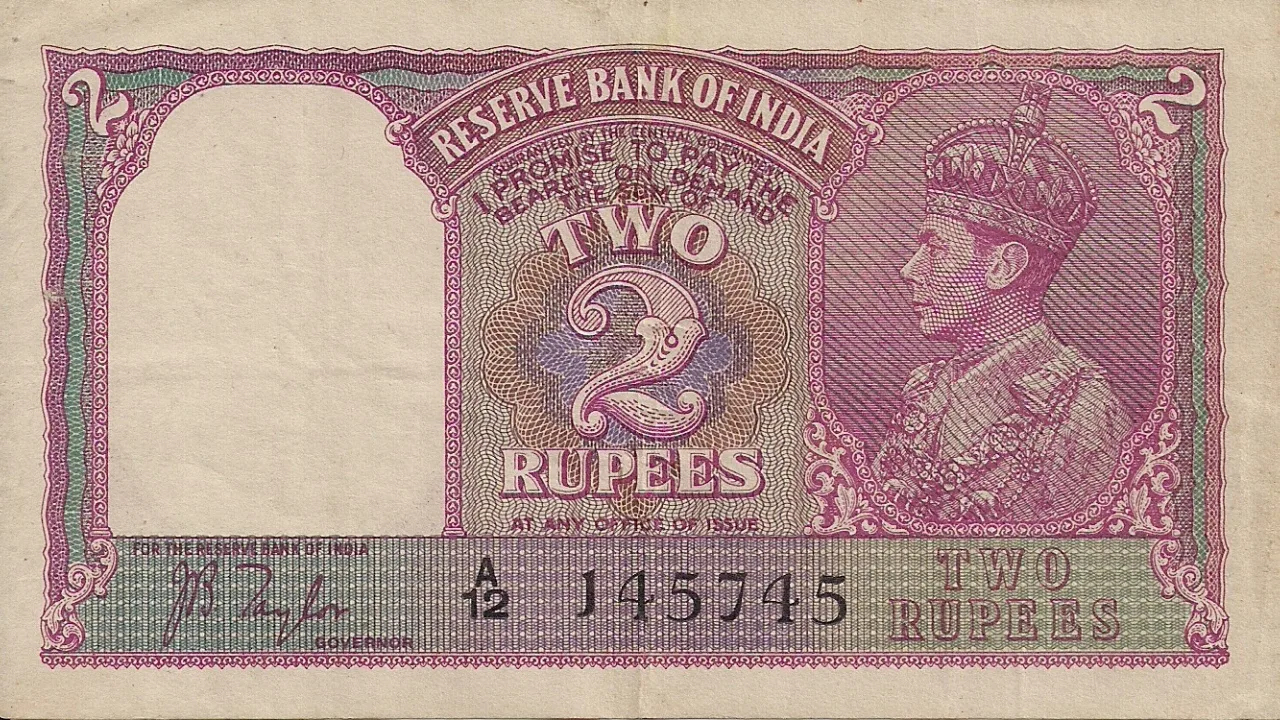 2 2
RESERVE BANK OF INDIA
GUARANTEED BY THE CENTRAL GOVERNMENT
I PROMISE TO PAY THE
BEARER ON DEMAND
THE SUM OF
TWO
2
RUPEES
AT ANY OFFICE OF ISSUE
FOR THE RESERVE BANK OF INDIA
JB. Taylor
GOVERNOR
A
12 145745
TWO
RUPEES